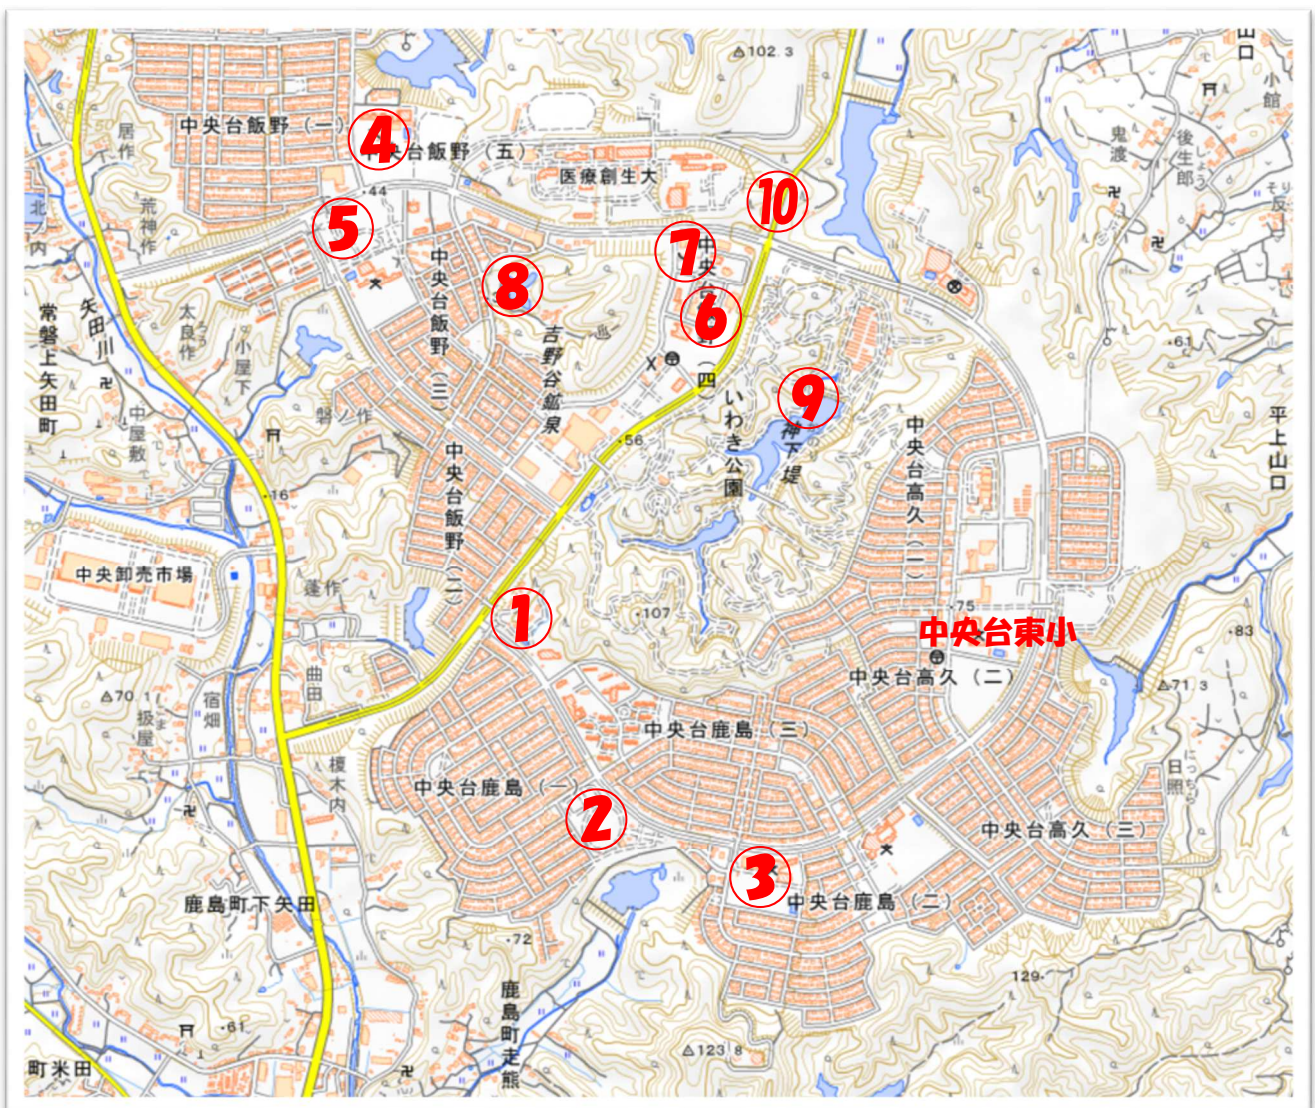 山口
102.3
小館
中央台飯野(一)
④
居作
中央台飯野(五)
鬼渡
後生郎
医療創生大
⑩
44
北ノ内
荒神作
⑤
⑦
中央台飯野(四)
中央台飯野(三)
⑧
⑥
常磐上矢田町
矢田川
太良作
小屋下
吉野谷鉱泉
61
磐ノ作
⑨
いわき公園
神下堤
中屋敷
中央台高久(一)
平上山口
56
中央台飯野(二)
16
中央卸売市場
蓬作
①
107
75
中央台東小
83
曲田
中央台高久(二)
71.3
70.1
扱屋
宿畑
中央台鹿島(三)
榎木内
中央台鹿島(一)
日照
②
中央台高久(三)
③
中央台鹿島(二)
鹿島町下矢田
72
129
鹿島町走熊
61
123.8
町米田